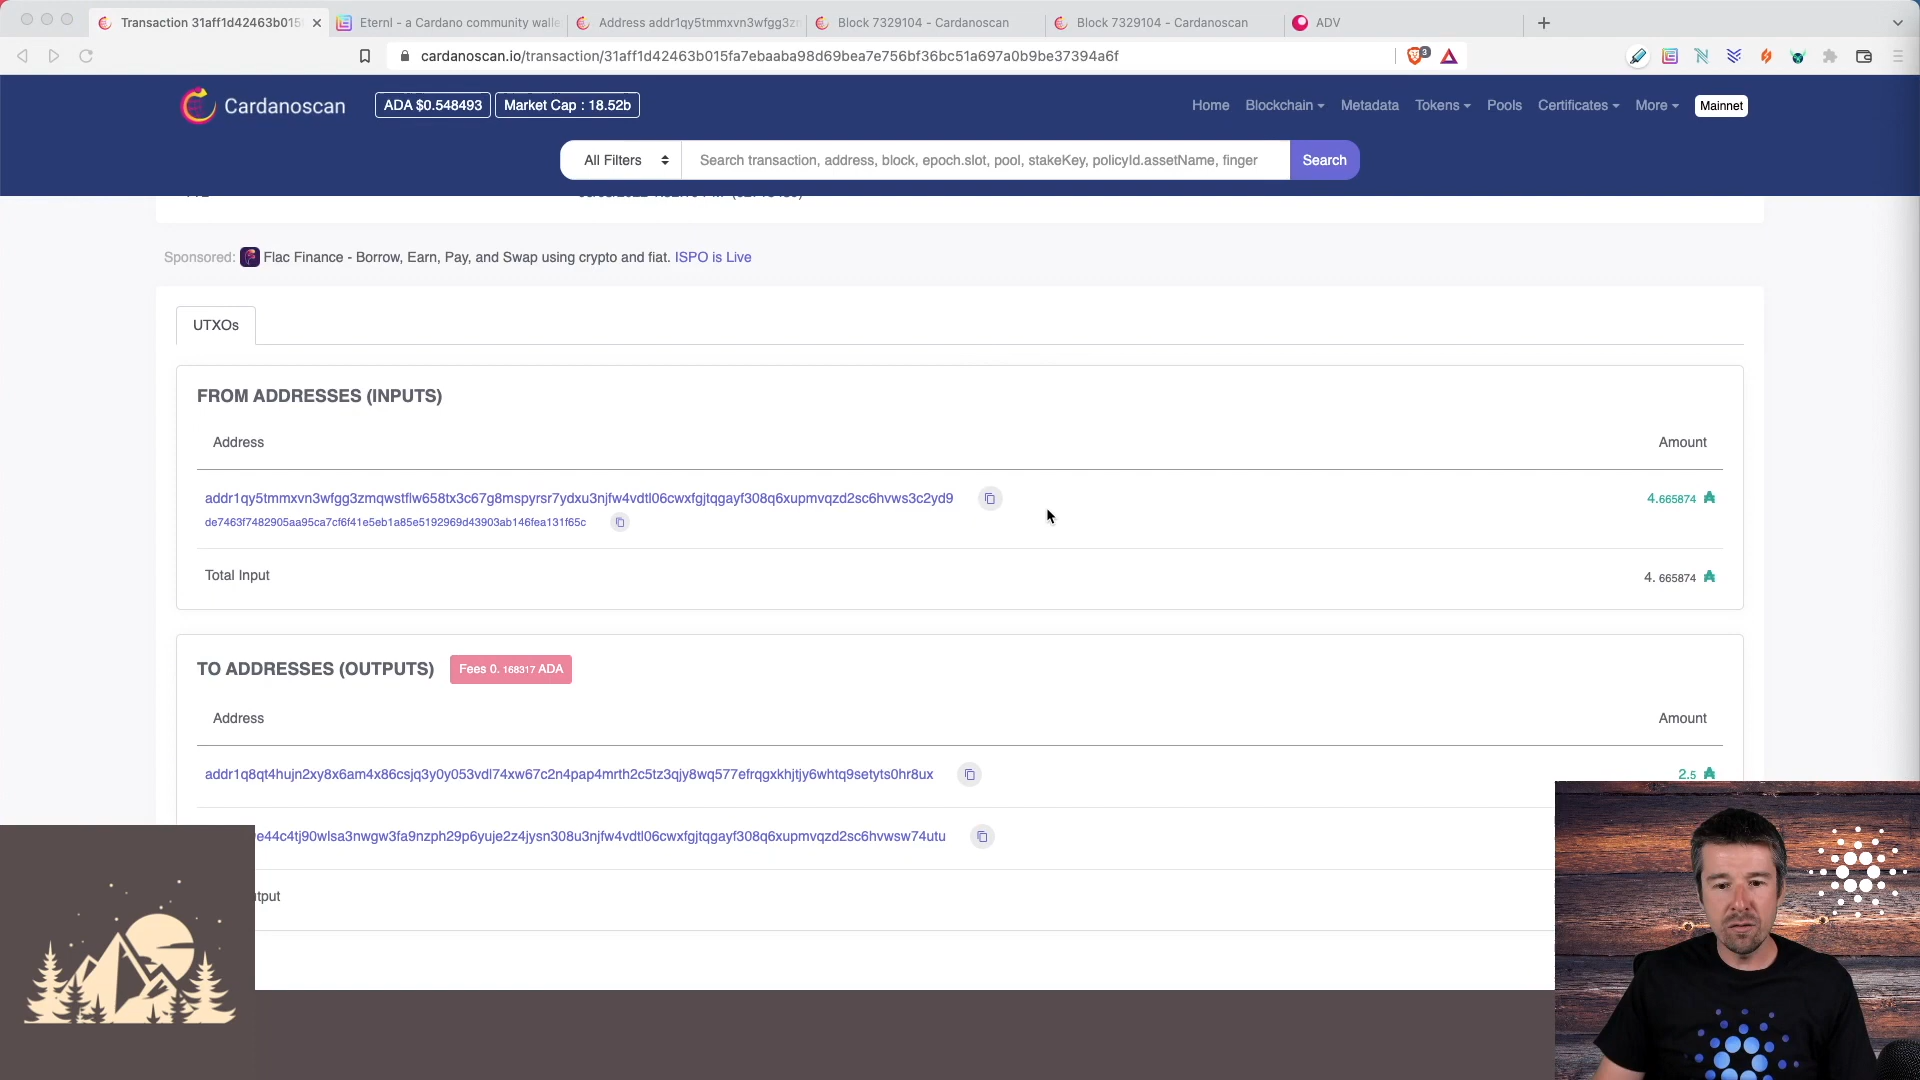 Transaction 31aff1d42463b015
Eternl - a Cardano community walle
Address addr1qy5tmmxvn3wfgg3z
Block 7329104 - Cardanoscan
Block 7329104 - Cardanoscan
ADV
cardanoscan.io/transaction/31aff1d42463b015fa7ebaaba98d69bea7e756bf36bc51a697a0b9be37394a6f
3
Cardanoscan
ADA $0.548493
Market Cap : 18.52b
Home
Blockchain
Metadata
Tokens
Pools
Certificates
More
Mainnet
All Filters
Search transaction, address, block, epoch.slot, pool, stakeKey, policyId.assetName, finger
Search
Sponsored: Flac Finance - Borrow, Earn, Pay, and Swap using crypto and fiat. ISPO is Live
UTXOs
FROM ADDRESSES (INPUTS)
Address
Amount
addr1qy5tmmxvn3wfgg3zmqwstflw658tx3c67g8mspyrsr7ydxu3njfw4vdtl06cwxfgjtqgayf308q6xupmvqzd2sc6hvws3c2yd9
4.665874
de7463f7482905aa95ca7cf6f41e5eb1a85e5192969d43903ab146fea131f65c
Total Input
4. 665874
TO ADDRESSES (OUTPUTS)
Fees 0. 168317 ADA
Address
Amount
addr1q8qt4hujn2xy8x6am4x86csjq3y0y053vdl74xw67c2n4pap4mrth2c5tz3qjy8wq577efrqgxkhjtjy6whtq9setyts0hr8ux
2.5
e44c4tj90wlsa3nwgw3fa9nzph29p6yuje2z4jysn308u3njfw4vdtl06cwxfgjtqgayf308q6xupmvqzd2sc6hvwsw74utu
utput